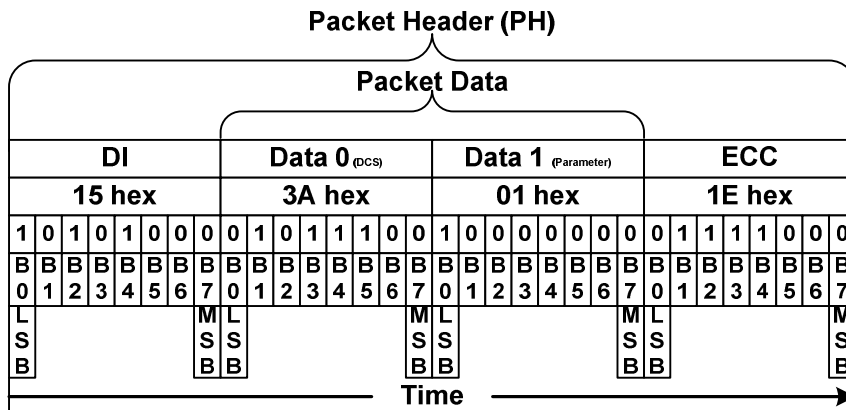 Packet Header (PH)
Packet Data
DI Data 0 (DCS) Data 1 (Parameter) ECC
15 hex 3A hex 01 hex 1E hex
1 0 1 0 1 0 0 0 0 1 0 1 1 1 0 0 1 0 0 0 0 0 0 0 0 1 1 1 1 0 0 0
B B B B B B B B B B B B B B B B B B B B B B B B B B B B B B B B
0 1 2 3 4 5 6 7 0 1 2 3 4 5 6 7 0 1 2 3 4 5 6 7 0 1 2 3 4 5 6 7
L M L M L M L M
S S S S S S S S
B B B B B B B B
Time